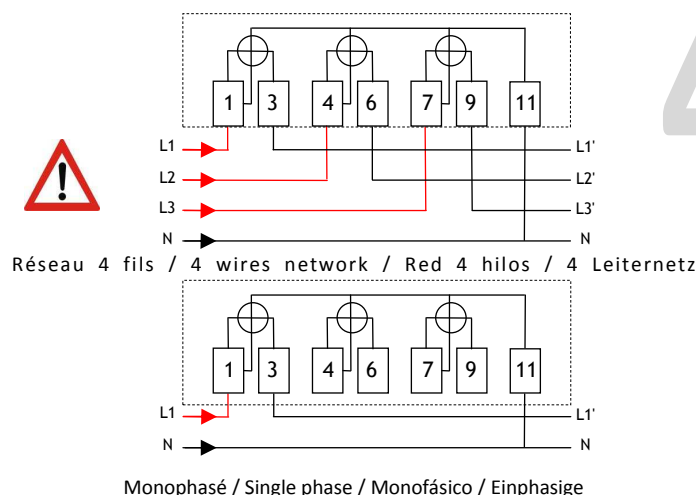 1 3 4 6 7 9 11
L1 L1'
L2 L2'
L3 L3'
N N
Réseau 4 fils / 4 wires network / Red 4 hilos / 4 Leiternetz
1 3 4 6 7 9 11
L1 L1'
N N
Monophasé / Single phase / Monofásico / Einphasige